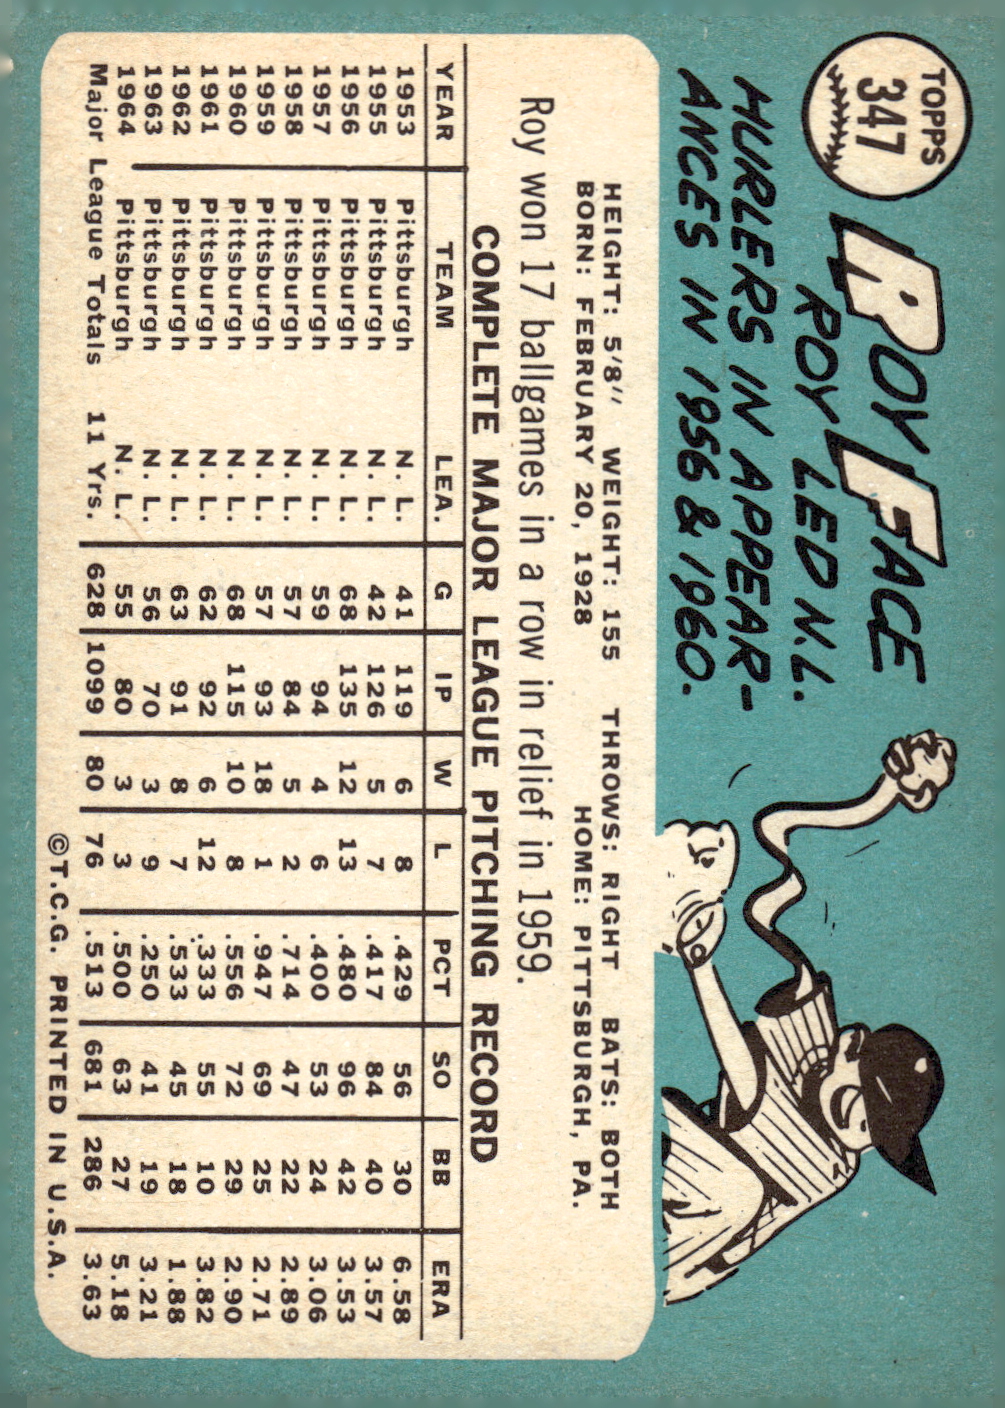 TOPPS
347
ROY FACE
ROY LED N.L.
HURLERS IN APPEAR-
ANCES IN 1956 & 1960.
HEIGHT: 5'8" WEIGHT: 155 THROWS: RIGHT BATS: BOTH
BORN: FEBRUARY 20, 1928 HOME: PITTSBURGH, PA.
Roy won 17 ballgames in a row in relief in 1959.
COMPLETE MAJOR LEAGUE PITCHING RECORD
YEAR TEAM LEA. G IP W L PCT SO BB ERA
1953 Pittsburgh N. L. 41 119 6 8 .429 56 30 6.58
1955 Pittsburgh N. L. 42 126 5 7 .417 84 40 3.57
1956 Pittsburgh N. L. 68 135 12 13 .480 96 42 3.53
1957 Pittsburgh N. L. 59 94 4 6 .400 53 24 3.06
1958 Pittsburgh N. L. 57 84 5 2 .714 47 22 2.89
1959 Pittsburgh N. L. 57 93 18 1 .947 69 25 2.71
1960 Pittsburgh N. L. 68 115 10 8 .556 72 29 2.90
1961 Pittsburgh N. L. 62 92 6 12 .333 55 10 3.82
1962 Pittsburgh N. L. 63 91 8 7 .533 45 18 1.88
1963 Pittsburgh N. L. 56 70 3 9 .250 41 19 3.21
1964 Pittsburgh N. L. 55 80 3 3 .500 63 27 5.18
Major League Totals 11 Yrs. 628 1099 80 76 .513 681 286 3.63
©T.C.G. PRINTED IN U.S.A.